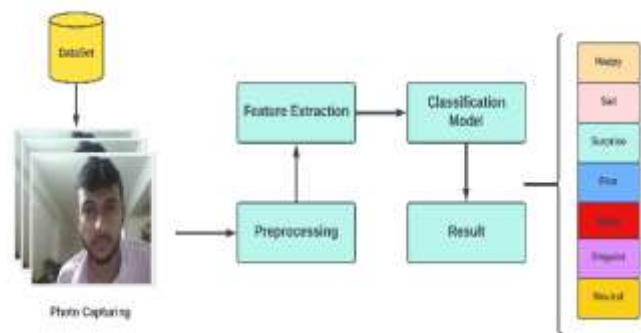 DataSet
Feature Extraction
Classification
Model
Preprocessing
Result
Photo Capturing
Happy
Sad
Surprise
Neutral